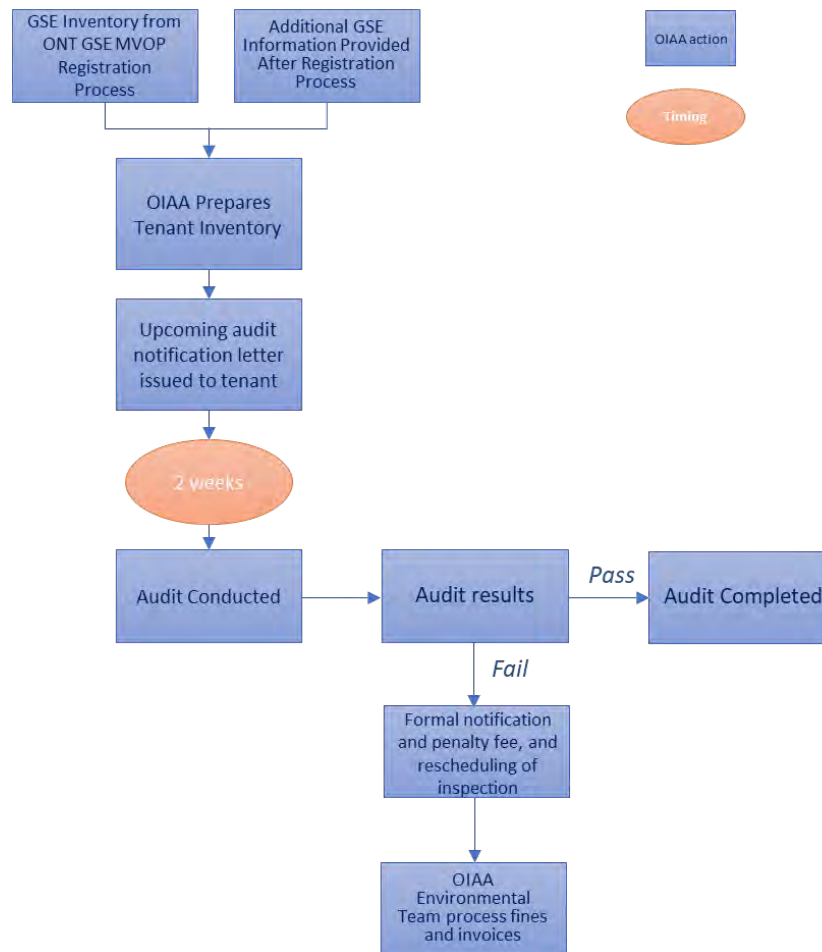 GSE Inventory from
ONT GSE MVOP
Registration
Process
Additional GSE
Information Provided
After Registration
Process
OIAA action
Timing
OIAA Prepares
Tenant Inventory
Upcoming audit
notification letter
issued to tenant
2 weeks
Audit Conducted
Audit results
Pass
Audit Completed
Fail
Formal notification
and penalty fee, and
rescheduling of
inspection
OIAA
Environmental
Team process fines
and invoices